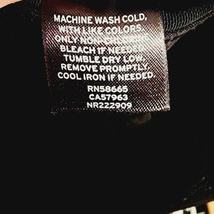 MACHINE WASH COLD,
WITH LIKE COLORS.
ONLY NON-CHLORINE
BLEACH IF NEEDED.
TUMBLE DRY LOW,
REMOVE PROMPTLY.
COOL IRON IF NEEDED.
RN58665
CA57963
NR222909